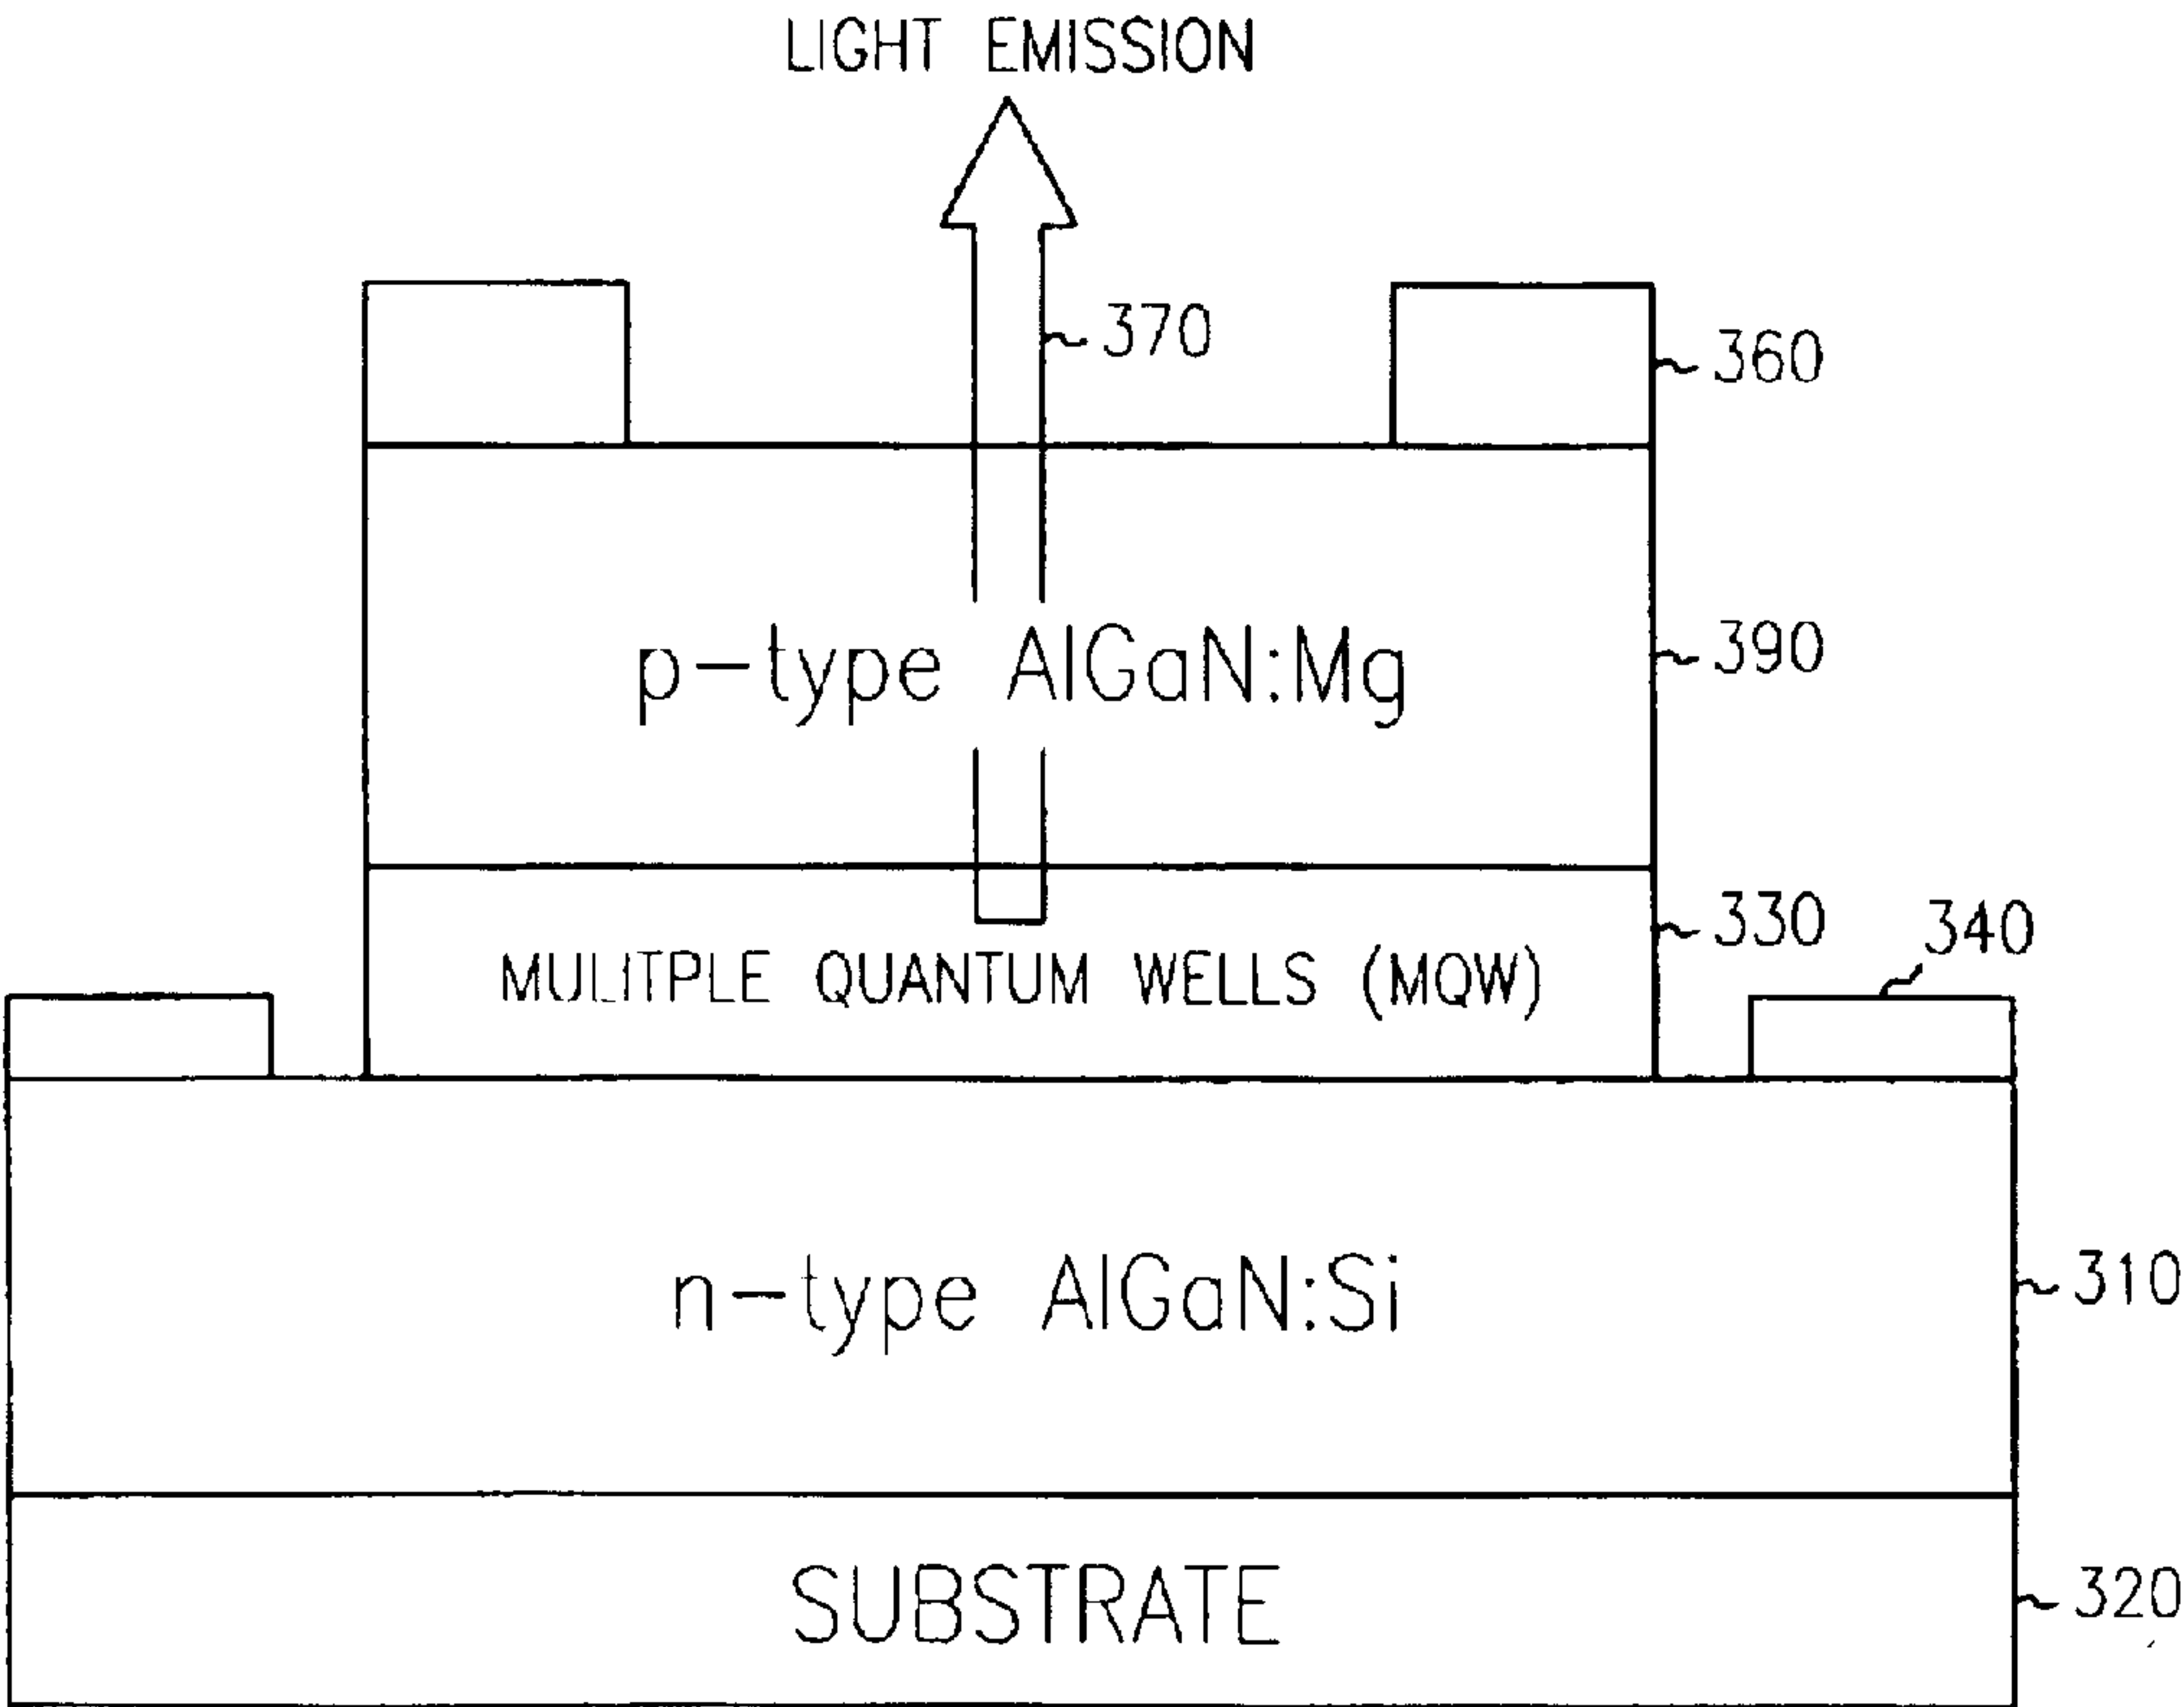 LIGHT EMISSION
370
360
p-type AlGaN:Mg
390
330
340
MULITPLE QUANTUM WELLS (MQW)
n-type AlGaN:Si
310
SUBSTRATE
320